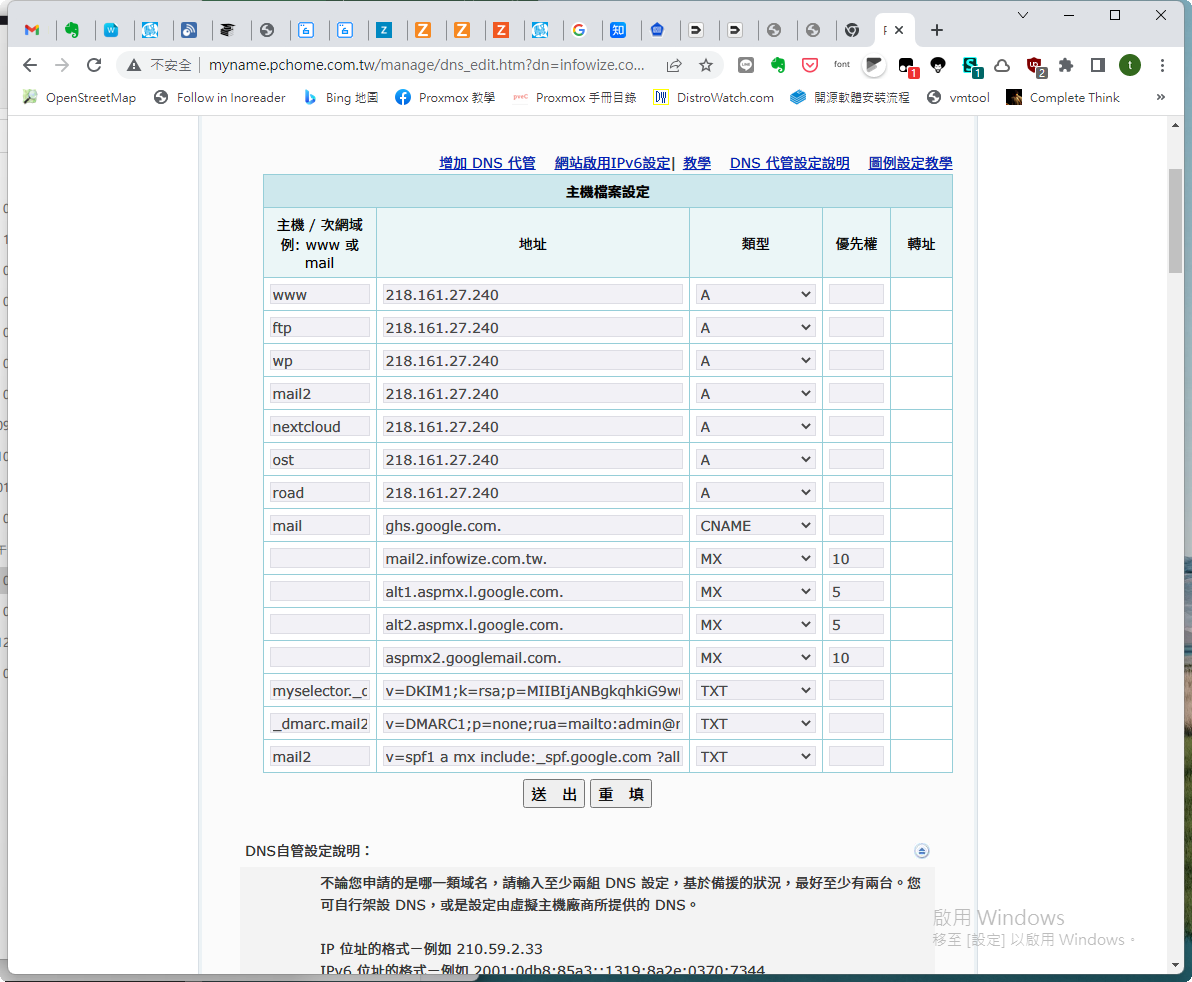 不安全 myname.pchome.com.tw/manage/dns_edit.htm?dn=infowize.co... font 1 1 2 t
OpenStreetMap Follow in Inoreader Bing 地圖 Proxmox 教學 Proxmox 手冊目錄 DistroWatch.com 開源軟體安裝流程 vmtool Complete Think »
增加 DNS 代管 網站啟用IPv6設定| 教學 DNS 代管設定說明 圖例設定教學
主機檔案設定
主機 / 次網域
例: www 或
mail
地址 類型 優先權 轉址
www 218.161.27.240 A
ftp 218.161.27.240 A
wp 218.161.27.240 A
mail2 218.161.27.240 A
nextcloud 218.161.27.240 A
ost 218.161.27.240 A
road 218.161.27.240 A
mail ghs.google.com. CNAME
mail2.infowize.com.tw. MX 10
alt1.aspmx.l.google.com. MX 5
alt2.aspmx.l.google.com. MX 5
aspmx2.googlemail.com. MX 10
myselector._d v=DKIM1;k=rsa;p=MIIBIjANBgkqhkiG9w TXT
_dmarc.mail2 v=DMARC1;p=none;rua=mailto:admin@ TXT
mail2 v=spf1 a mx include:_spf.google.com ?all TXT
送 出 重 填
DNS自管設定說明：
不論您申請的是哪一類域名，請輸入至少兩組 DNS 設定，基於備援的狀況，最好至少有兩台。您
可自行架設 DNS，或是設定由虛擬主機廠商所提供的 DNS。
IP 位址的格式－例如 210.59.2.33
IPv6 位址的格式－例如 2001:0db8:85a3::1319:8a2e:0370:7344
啟用 Windows
移至 [設定] 以啟用 Windows。